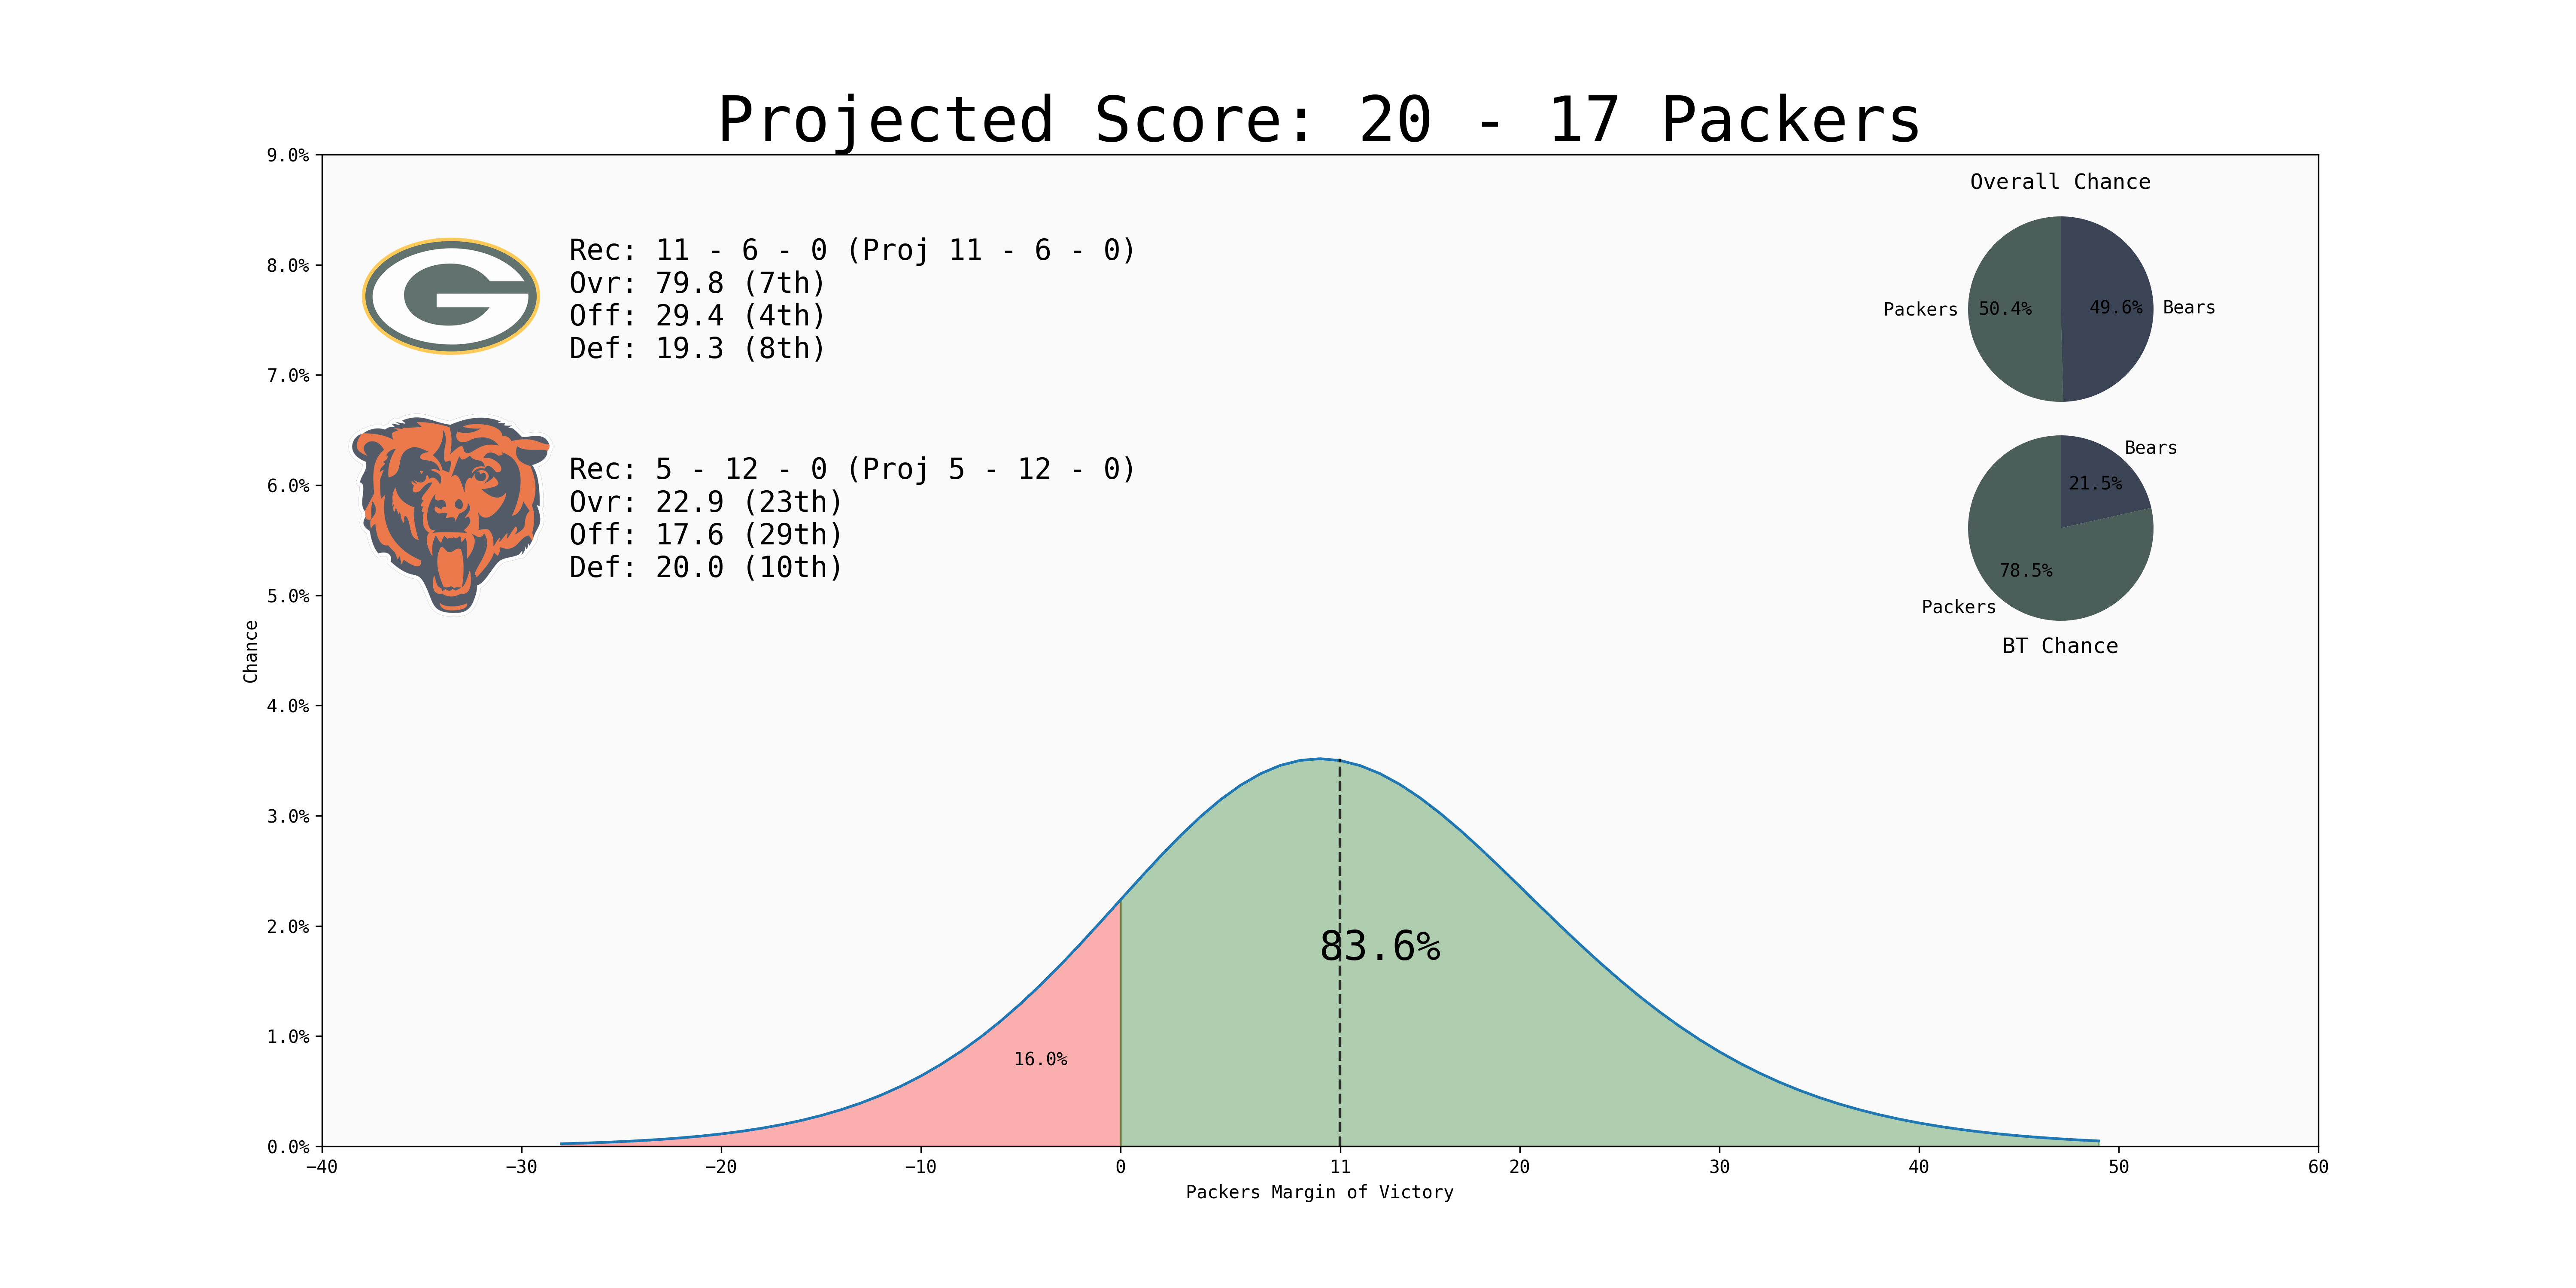 Projected Score: 20 - 17 Packers
9.0%
8.0%
7.0%
6.0%
5.0%
4.0%
3.0%
2.0%
1.0%
0.0%
Chance
Rec: 11 - 6 - 0 (Proj 11 - 6 - 0)
Ovr: 79.8 (7th)
Off: 29.4 (4th)
Def: 19.3 (8th)
Rec: 5 - 12 - 0 (Proj 5 - 12 - 0)
Ovr: 22.9 (23th)
Off: 17.6 (29th)
Def: 20.0 (10th)
Overall Chance
Packers 50.4% 49.6% Bears
Bears
21.5%
78.5%
Packers
BT Chance
83.6%
16.0%
−40 −30 −20 −10 0 11 20 30 40 50 60
Packers Margin of Victory